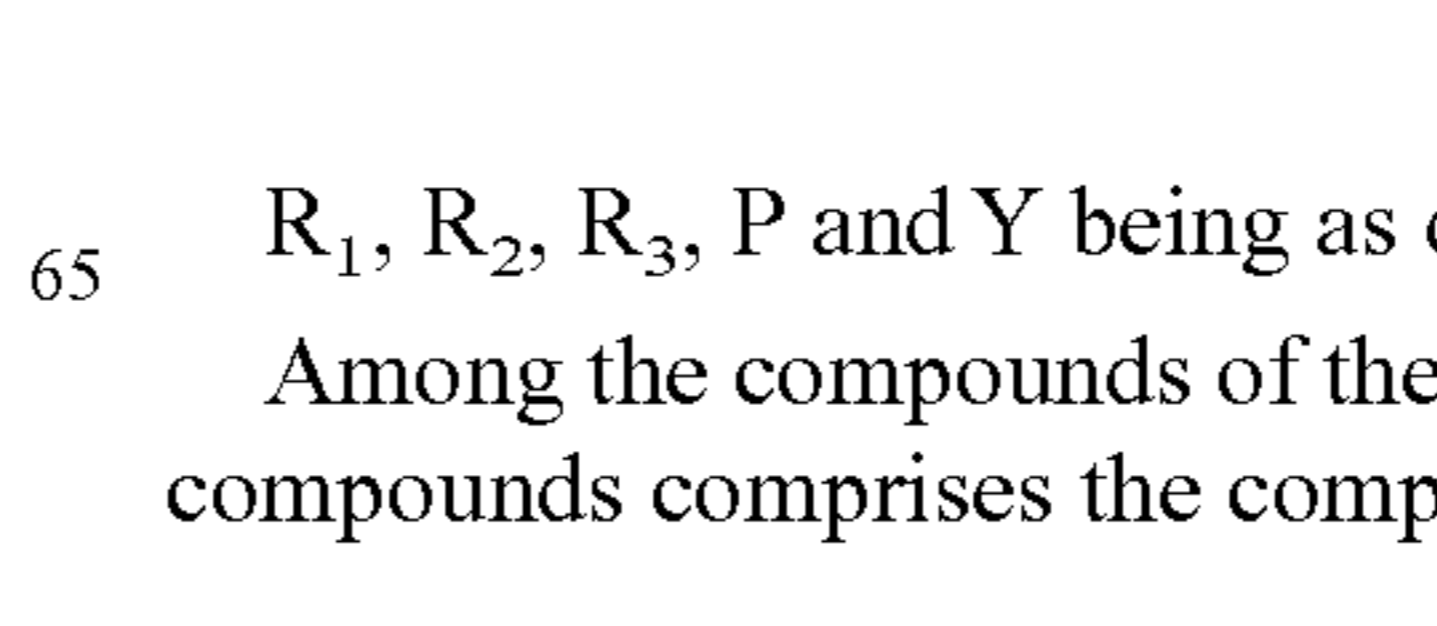 R₁, R₂, R₃, P and Y being as
65
Among the compounds of the
compounds comprises the comp